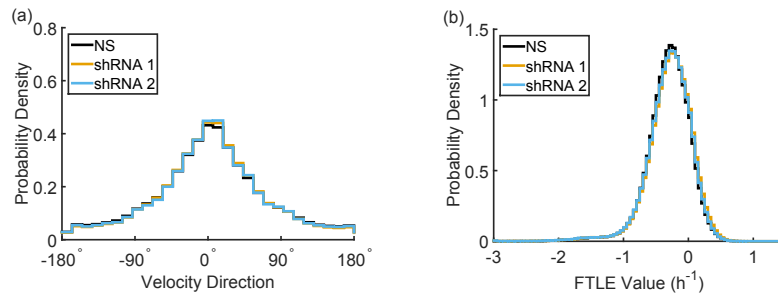 (a)
0.8
NS
shRNA 1
shRNA 2
0.6
0.4
0.2
0
Probability Density
-180° -90° 0° 90° 180°
Velocity Direction
(b)
1.5
NS
shRNA 1
shRNA 2
1
0.5
0
Probability Density
-3 -2 -1 0 1
FTLE Value (h⁻¹)